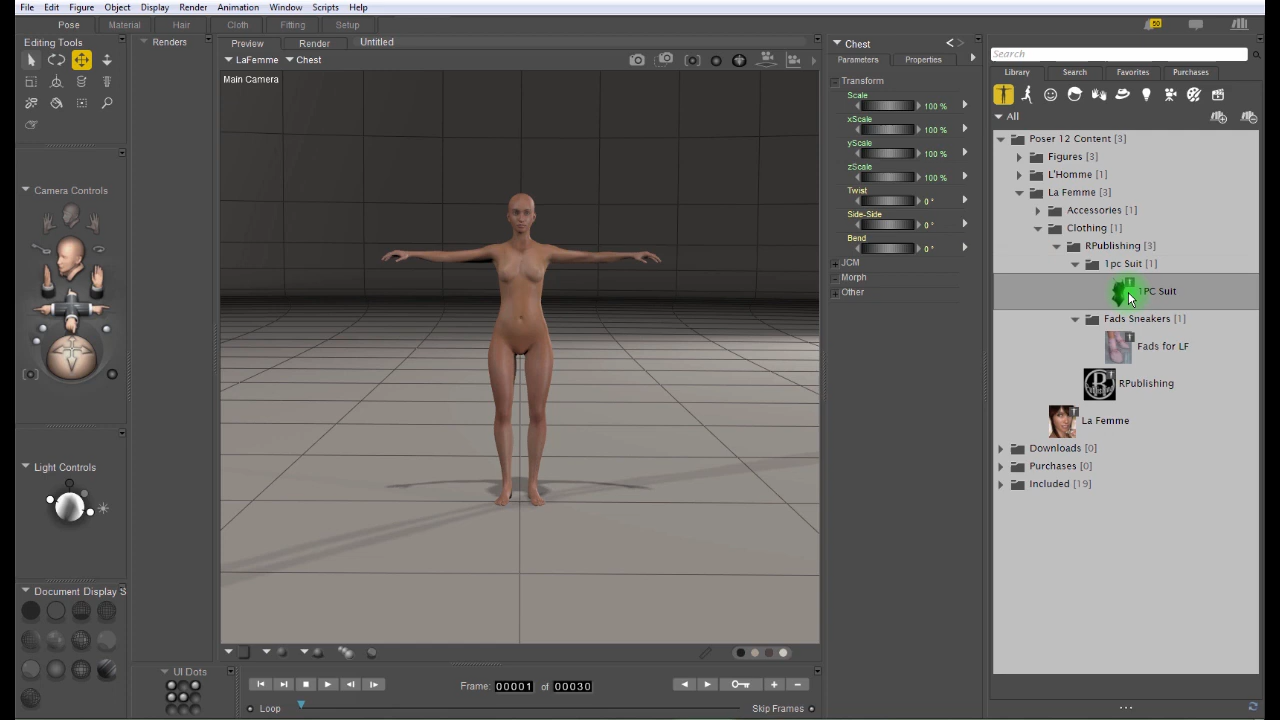 File Edit Figure Object Display Render Animation Window Scripts Help
Pose Material Hair Cloth Fitting Setup
50
Editing Tools
Renders
Preview Render Untitled
LaFemme Chest
Main Camera
Camera Controls
Light Controls
Document Display S
UI Dots
Frame: 00001 of 00030
Loop
Skip Frames
Chest
Parameters Properties
Transform
Scale
100 %
xScale
100 %
yScale
100 %
zScale
100 %
Twist
0 °
Side-Side
0 °
Bend
0 °
JCM
Morph
Other
Search
Library Search Favorites Purchases
All
Poser 12 Content [3]
Figures [3]
L'Homme [1]
La Femme [3]
Accessories [1]
Clothing [1]
RPublishing [3]
1pc Suit [1]
1PC Suit
Fads Sneakers [1]
Fads for LF
RPublishing
La Femme
Downloads [0]
Purchases [0]
Included [19]